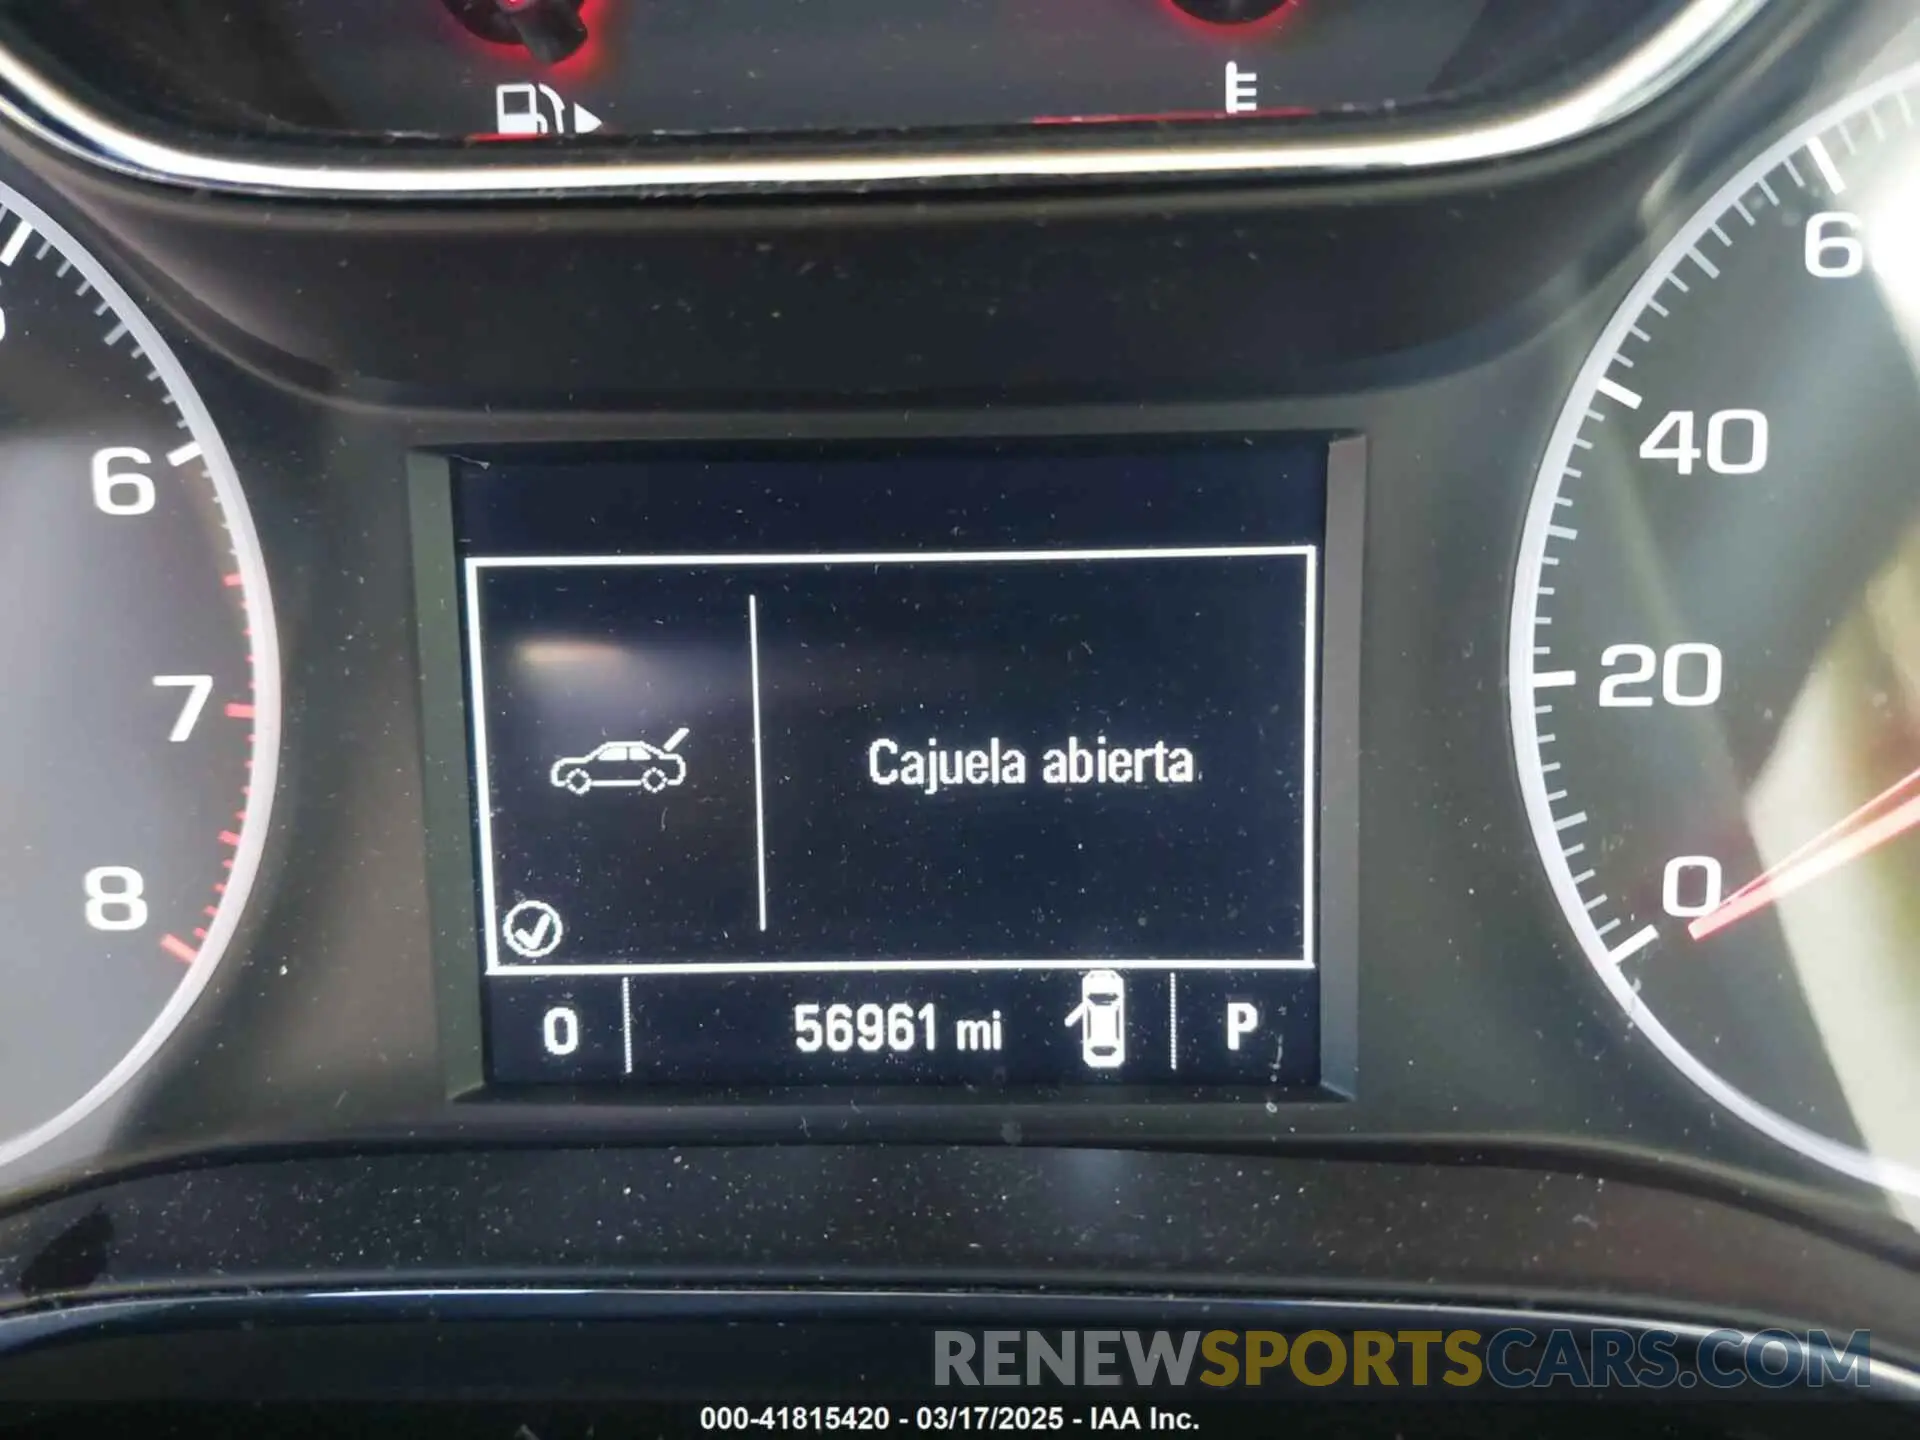 60
6
40
7
20
Cajuela abierta
8
0
0
56961 mi
P
RENEWSPORTSCARS.COM
000-41815420 - 03/17/2025 - IAA Inc.